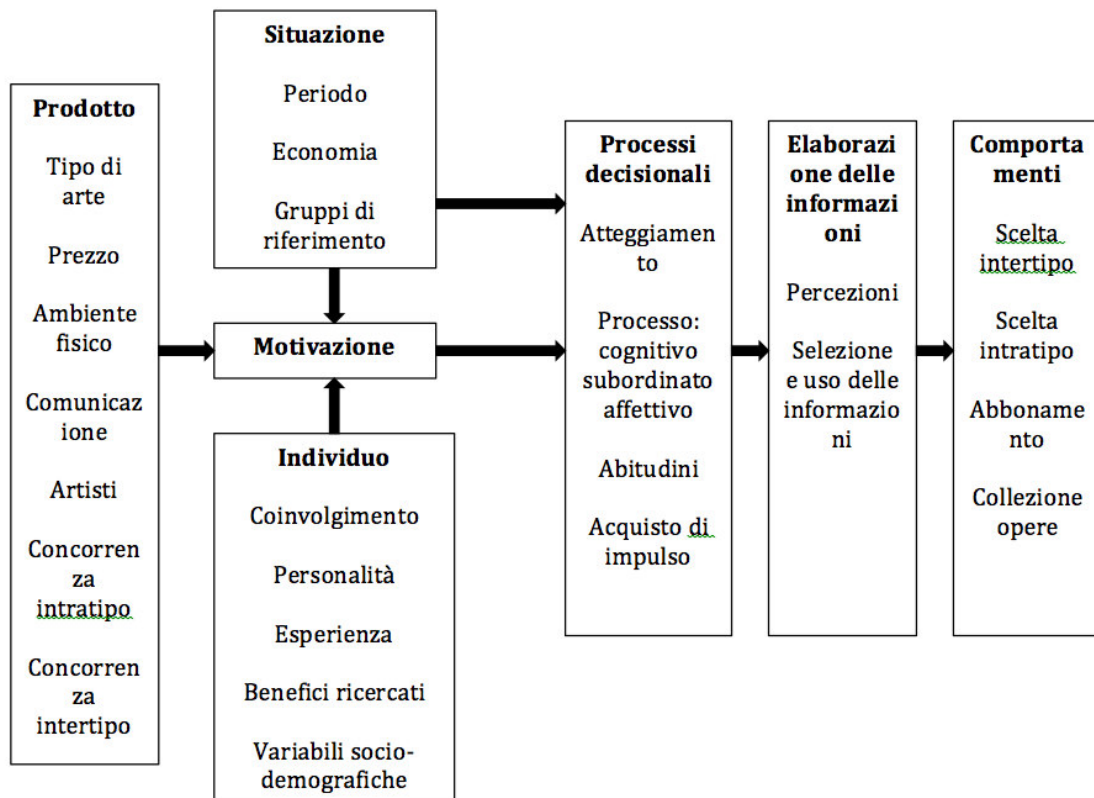 Prodotto
Tipo di
arte
Prezzo
Ambiente
fisico
Comunicaz
ione
Artisti
Concorren
za
intratipo
Concorren
za
intertipo
Situazione
Periodo
Economia
Gruppi di
riferimento
Motivazione
Individuo
Coinvolgimento
Personalità
Esperienza
Benefici ricercati
Variabili socio-
demografiche
Processi
decisionali
Atteggiamen
to
Processo:
cognitivo
subordinato
affettivo
Abitudini
Acquisto di
impulso
Elaborazi
one delle
informazi
oni
Percezioni
Selezione
e uso delle
informazio
ni
Comporta
menti
Scelta
intertipo
Scelta
intratipo
Abboname
nto
Collezione
opere